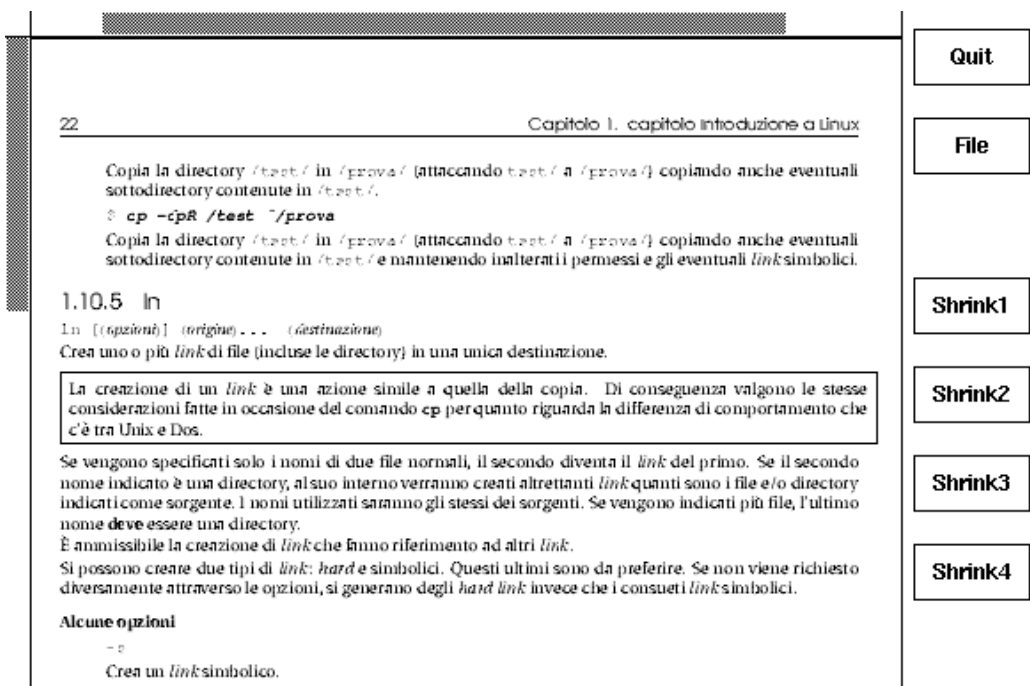 22 Capitolo 1. capitolo Introduzione a Linux
Copia la directory /test/ in /prova/ (attaccando test/ a /prova/) copiando anche eventuali
sottodirectory contenute in /test/.
$ cp -dpR /test ~/prova
Copia la directory /test/ in /prova/ (attaccando test/ a /prova/) copiando anche eventuali
sottodirectory contenute in /test/ e mantenendo inalterati i permessi e gli eventuali link simbolici.
1.10.5 ln
ln [⟨opzioni⟩] ⟨origine⟩... ⟨destinazione⟩
Crea uno o più link di file (incluse le directory) in una unica destinazione.
La creazione di un link è una azione simile a quella della copia. Di conseguenza valgono le stesse
considerazioni fatte in occasione del comando cp per quanto riguarda la differenza di comportamento che
c'è tra Unix e Dos.
Se vengono specificati solo i nomi di due file normali, il secondo diventa il link del primo. Se il secondo
nome indicato è una directory, al suo interno verranno creati altrettanti link quanti sono i file e/o directory
indicati come sorgente. I nomi utilizzati saranno gli stessi dei sorgenti. Se vengono indicati più file, l'ultimo
nome deve essere una directory.
È ammissibile la creazione di link che fanno riferimento ad altri link.
Si possono creare due tipi di link: hard e simbolici. Questi ultimi sono da preferire. Se non viene richiesto
diversamente attraverso le opzioni, si generano degli hard link invece che i consueti link simbolici.
Alcune opzioni
-s
Crea un link simbolico.
Quit
File
Shrink1
Shrink2
Shrink3
Shrink4